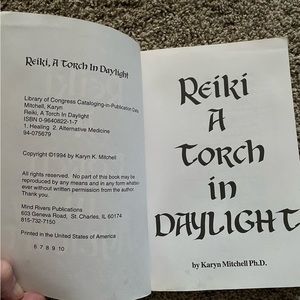 Reiki, A Torch In Daylight
Library of Congress Cataloging-in-Publication Data
Mitchell, Karyn
Reiki, A Torch In Daylight
ISBN 0-9640822-1-7
1. Healing 2. Alternative Medicine
94-075679
Copyright ©1994 by Karyn K. Mitchell
All rights reserved. No part of this book may be
reproduced by any means and in any form whatso-
ever without written permission from the author.
Thank you.
Mind Rivers Publications
603 Geneva Road, St. Charles, IL 60174
815-732-7150
Printed in the United States of America
6 7 8 9 10
Reiki
A
Torch
in
DAYLIGHT
by Karyn Mitchell Ph.D.